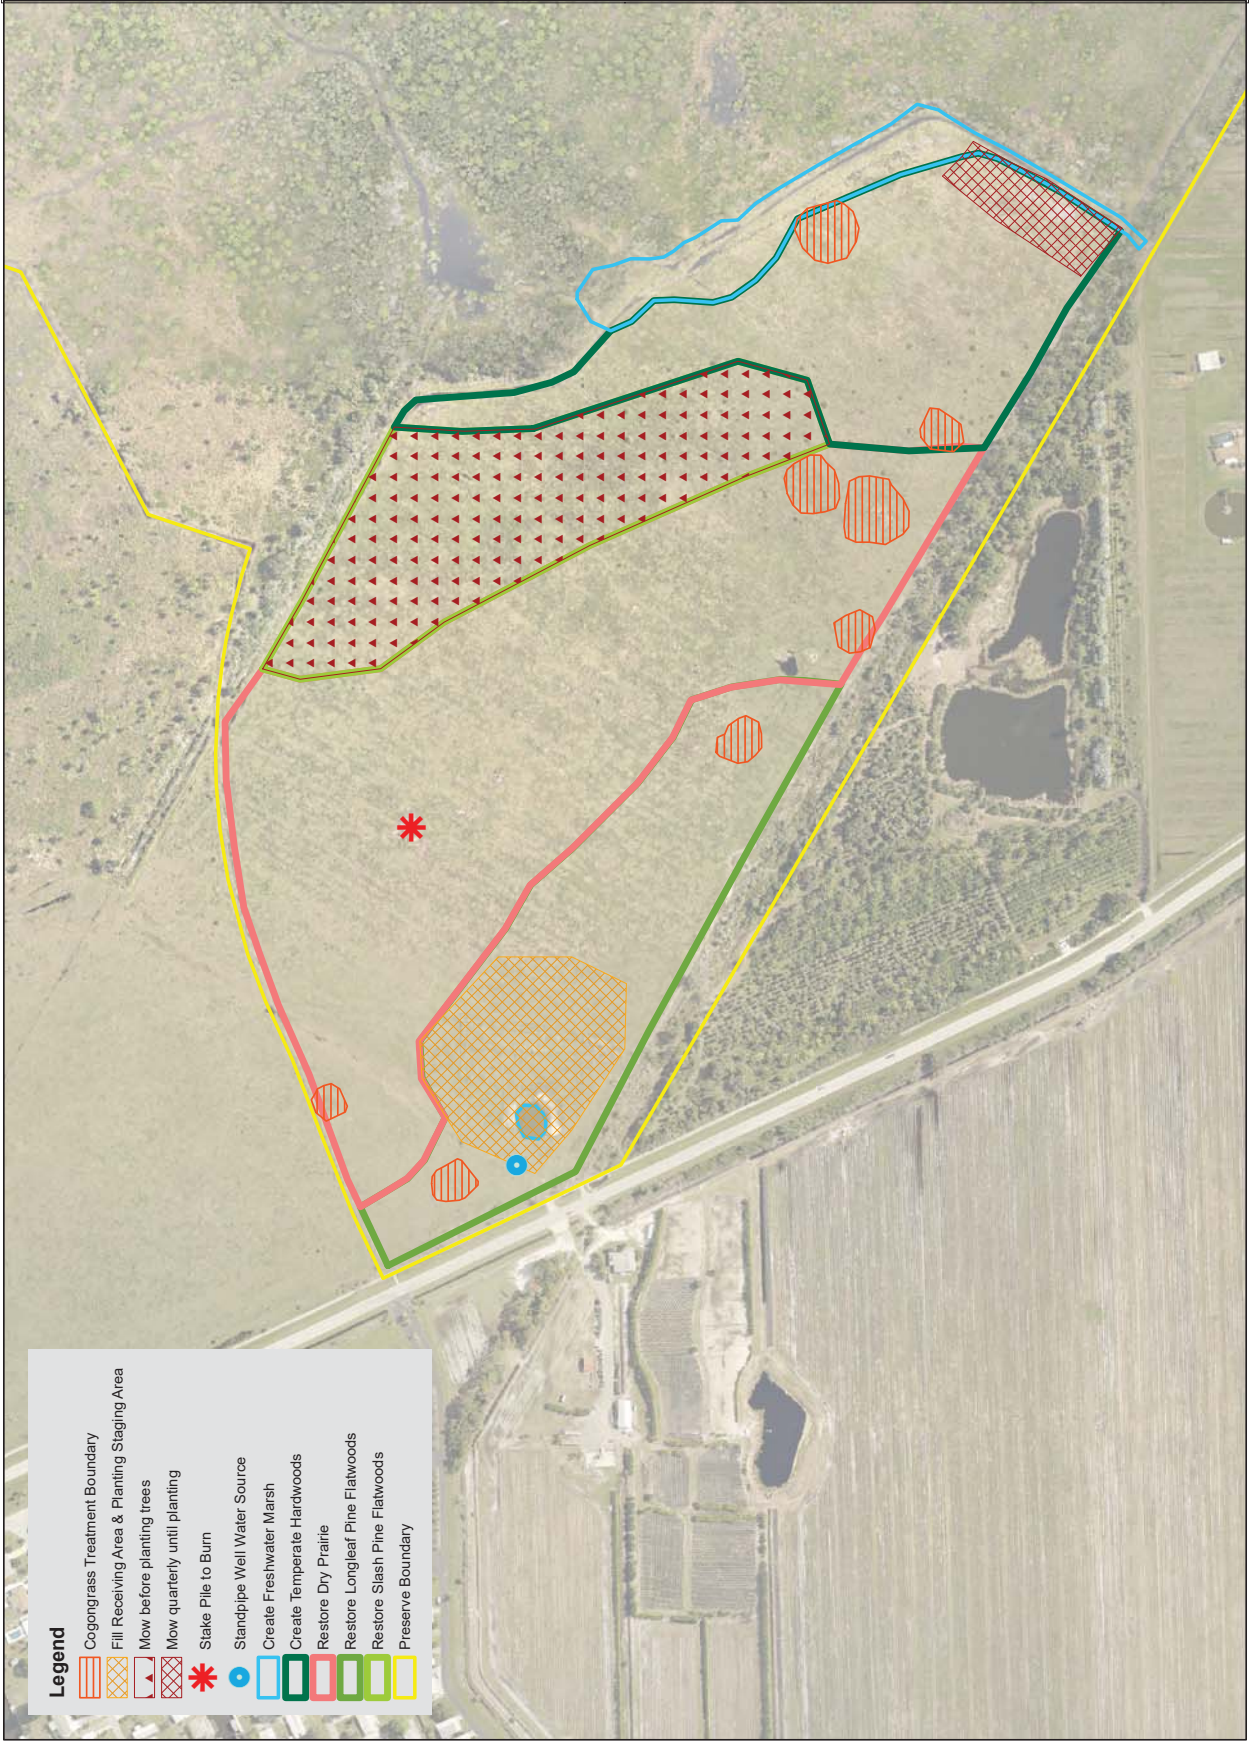 Legend
Cogongrass Treatment Boundary
Fill Receiving Area & Planting Staging Area
Mow before planting trees
Mow quarterly until planting
Stake Pile to Burn
Standpipe Well Water Source
Create Freshwater Marsh
Create Temperate Hardwoods
Restore Dry Prairie
Restore Longleaf Pine Flatwoods
Restore Slash Pine Flatwoods
Preserve Boundary